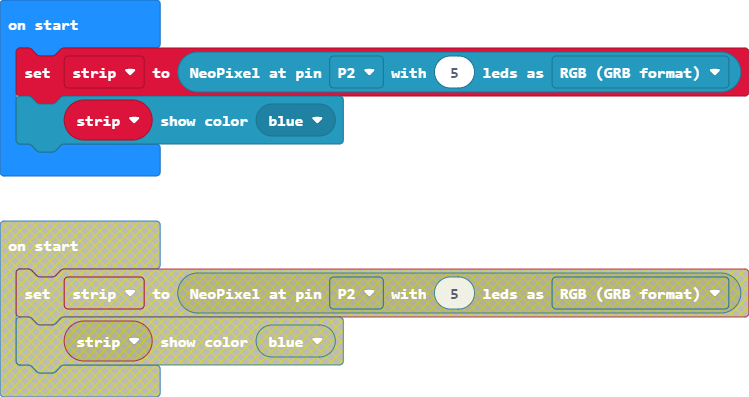 on start
set strip to NeoPixel at pin P2 with 5 leds as RGB (GRB format)
strip show color blue
on start
set strip to NeoPixel at pin P2 with 5 leds as RGB (GRB format)
strip show color blue